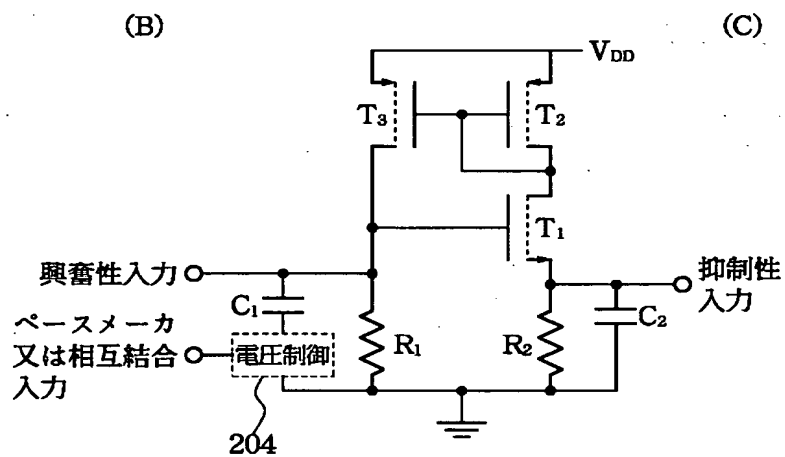 (B)
(C)
V_DD
T₃
T₂
T₁
興奮性入力
抑制性
入力
C₁
ペースメーカ
又は相互結合
入力
電圧制御
R₁
R₂
C₂
204